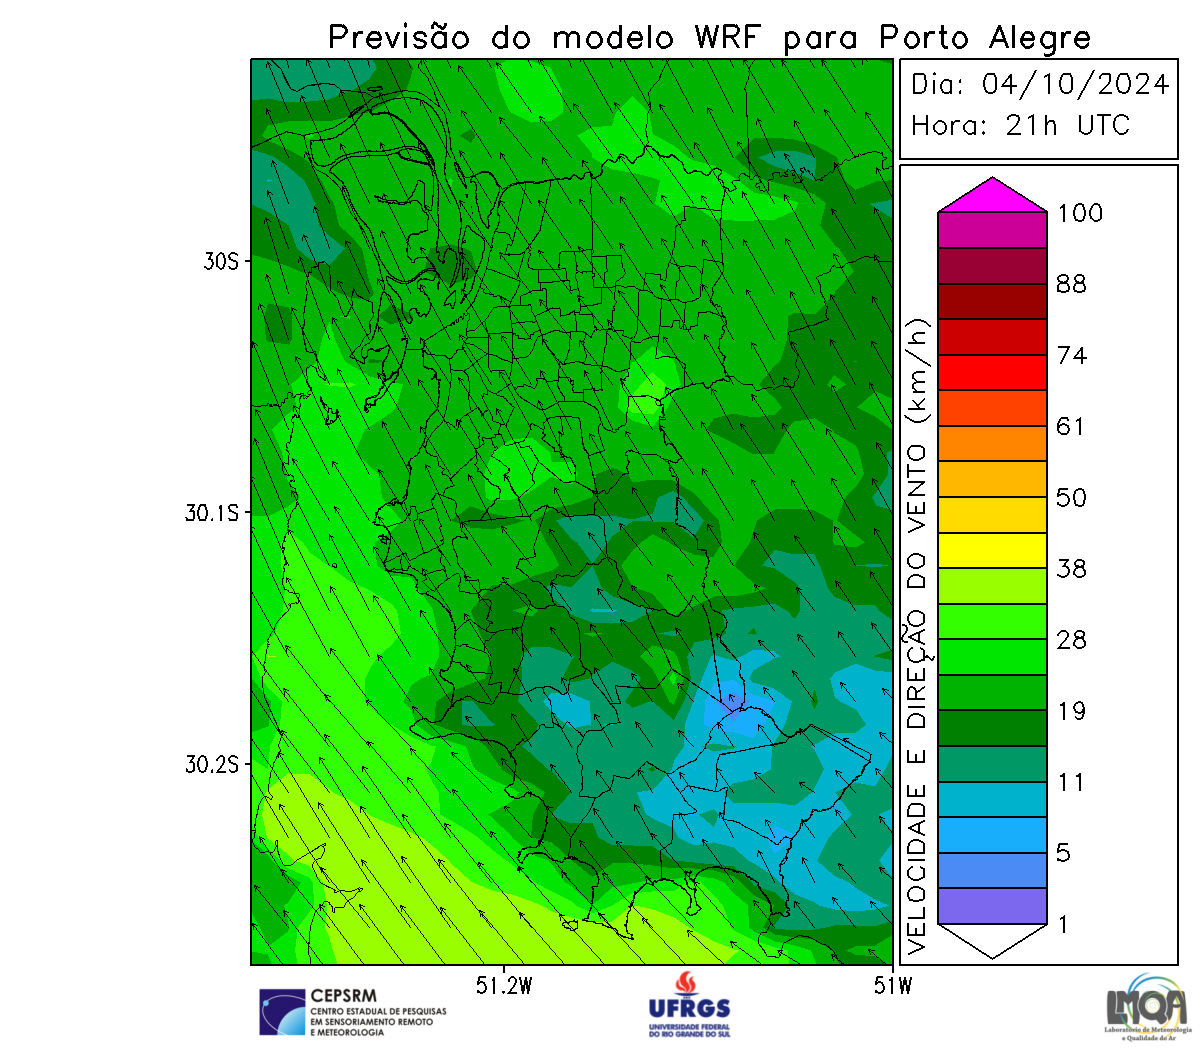 Previsão do modelo WRF para Porto Alegre
Dia: 04/10/2024
Hora: 21h UTC
30S
30.1S
30.2S
51.2W
51W
VELOCIDADE E DIREÇÃO DO VENTO (km/h)
100
88
74
61
50
38
28
19
11
5
1
CEPSRM
CENTRO ESTADUAL DE PESQUISAS
EM SENSORIAMENTO REMOTO
E METEOROLOGIA
UFRGS
UNIVERSIDADE FEDERAL
DO RIO GRANDE DO SUL
LMQA
Laboratório de Meteorologia
e Qualidade do Ar